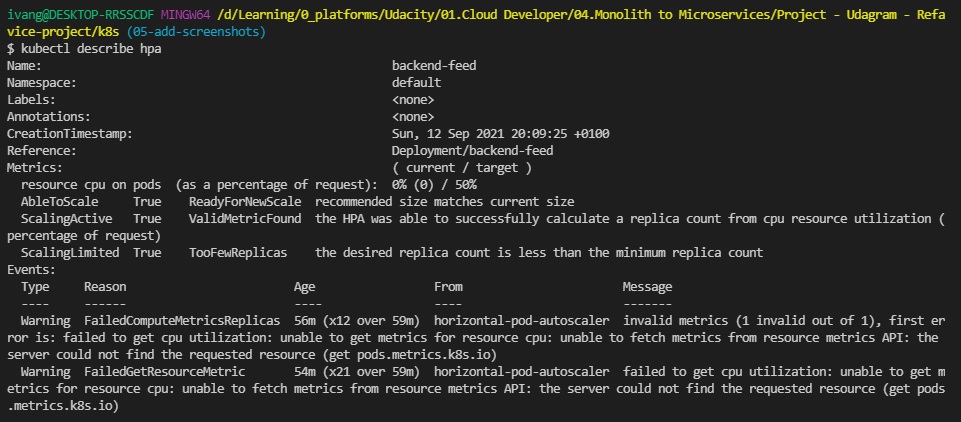 ivang@DESKTOP-RRSSCDF MINGW64 /d/Learning/0_platforms/Udacity/01.Cloud Developer/04.Monolith to Microservices/Project - Udagram - Refa
vice-project/k8s (05-add-screenshots)
$ kubectl describe hpa
Name: backend-feed
Namespace: default
Labels: <none>
Annotations: <none>
CreationTimestamp: Sun, 12 Sep 2021 20:09:25 +0100
Reference: Deployment/backend-feed
Metrics: ( current / target )
resource cpu on pods (as a percentage of request): 0% (0) / 50%
AbleToScale True ReadyForNewScale recommended size matches current size
ScalingActive True ValidMetricFound the HPA was able to successfully calculate a replica count from cpu resource utilization (
percentage of request)
ScalingLimited True TooFewReplicas the desired replica count is less than the minimum replica count
Events:
Type Reason Age From Message
---- ------ ---- ---- -------
Warning FailedComputeMetricsReplicas 56m (x12 over 59m) horizontal-pod-autoscaler invalid metrics (1 invalid out of 1), first er
ror is: failed to get cpu utilization: unable to get metrics for resource cpu: unable to fetch metrics from resource metrics API: the
server could not find the requested resource (get pods.metrics.k8s.io)
Warning FailedGetResourceMetric 54m (x21 over 59m) horizontal-pod-autoscaler failed to get cpu utilization: unable to get m
etrics for resource cpu: unable to fetch metrics from resource metrics API: the server could not find the requested resource (get pods
.metrics.k8s.io)